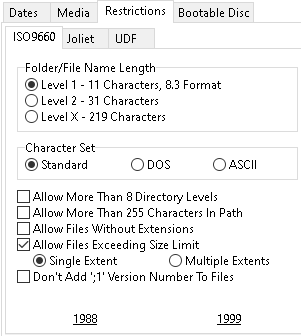 Dates Media Restrictions Bootable Disc
ISO9660 Joliet UDF
Folder/File Name Length
Level 1 - 11 Characters, 8.3 Format
Level 2 - 31 Characters
Level X - 219 Characters
Character Set
Standard DOS ASCII
Allow More Than 8 Directory Levels
Allow More Than 255 Characters In Path
Allow Files Without Extensions
Allow Files Exceeding Size Limit
Single Extent Multiple Extents
Don't Add ';1' Version Number To Files
1988 1999